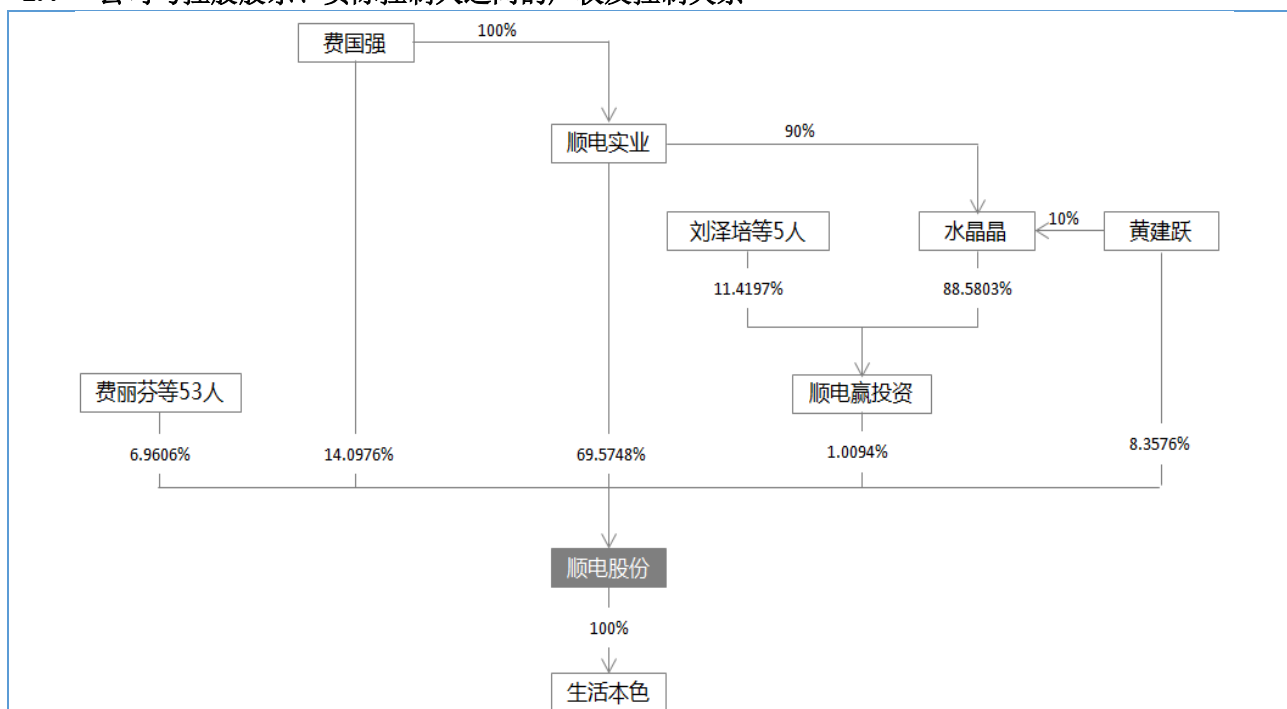 费国强
100%
顺电实业
90%
刘泽培等5人
水晶晶
10%
黄建跃
11.4197%
88.5803%
费丽芬等53人
顺电赢投资
6.9606%
14.0976%
69.5748%
1.0094%
8.3576%
顺电股份
100%
生活本色